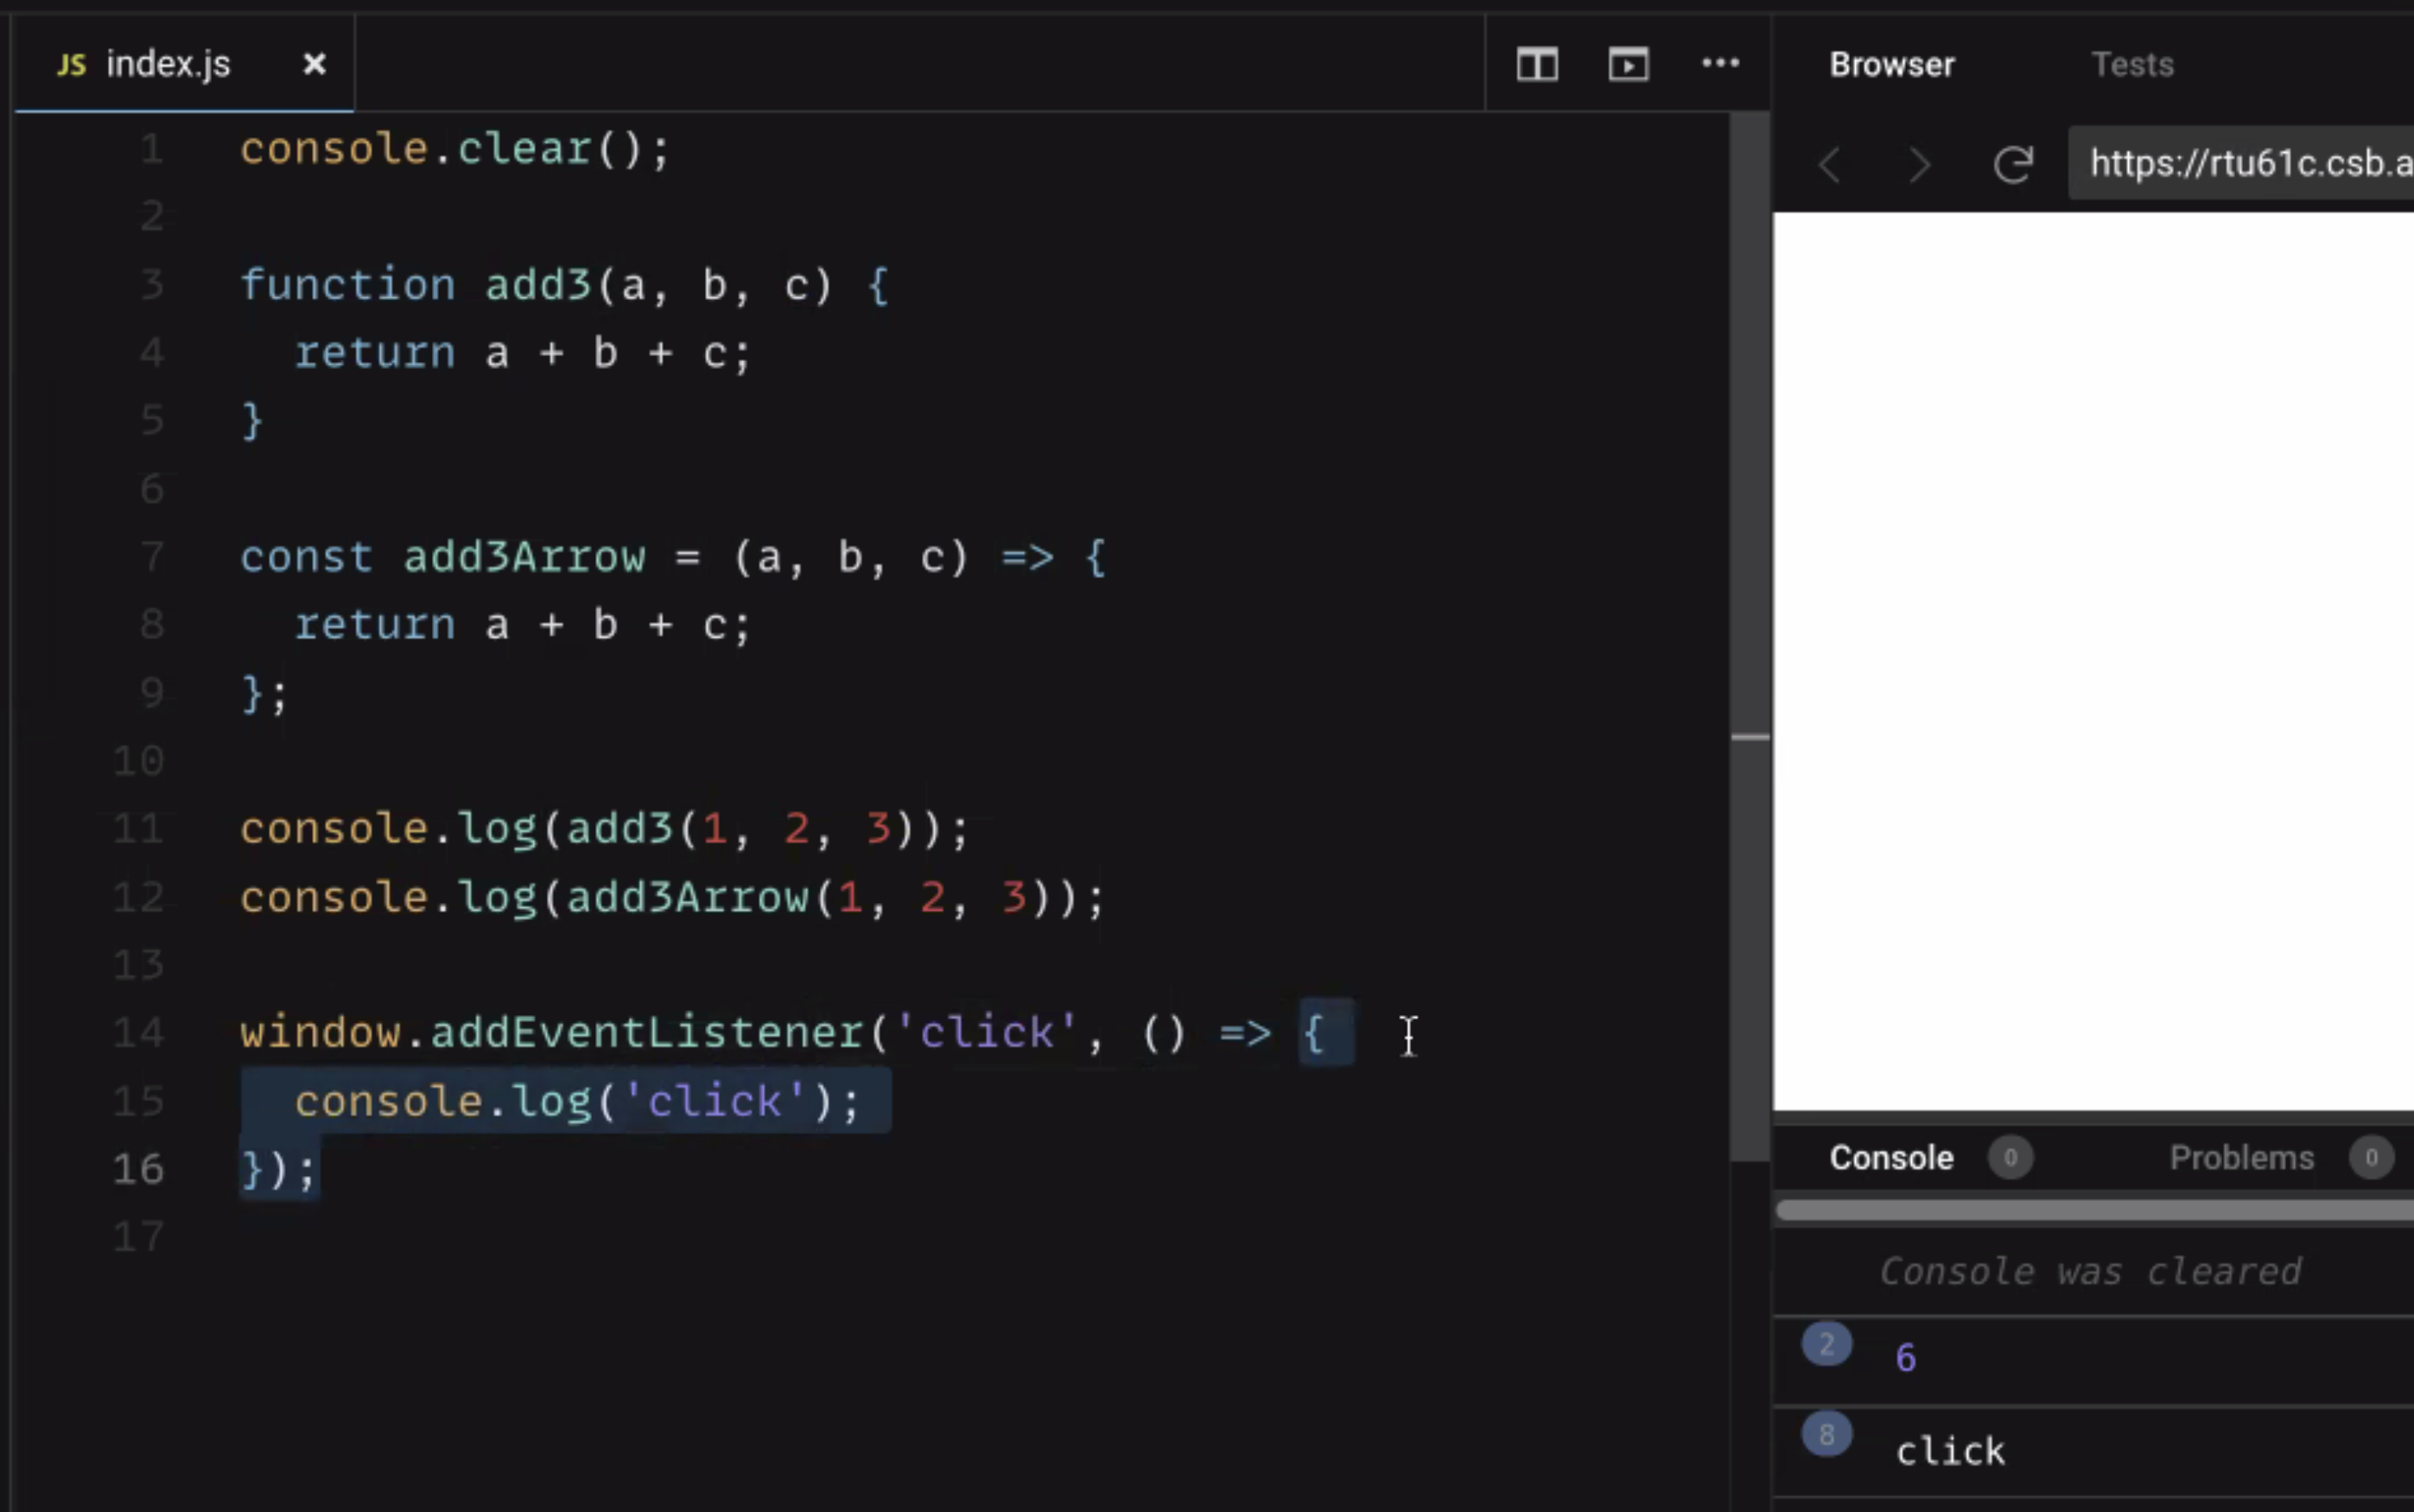 JS index.js
Browser Tests
https://rtu61c.csb.a
1 console.clear();
2
3 function add3(a, b, c) {
4   return a + b + c;
5 }
6
7 const add3Arrow = (a, b, c) => {
8   return a + b + c;
9 };
10
11 console.log(add3(1, 2, 3));
12 console.log(add3Arrow(1, 2, 3));
13
14 window.addEventListener('click', () => {
15   console.log('click');
16 });
17
Console 0 Problems 0
Console was cleared
2 6
8 click